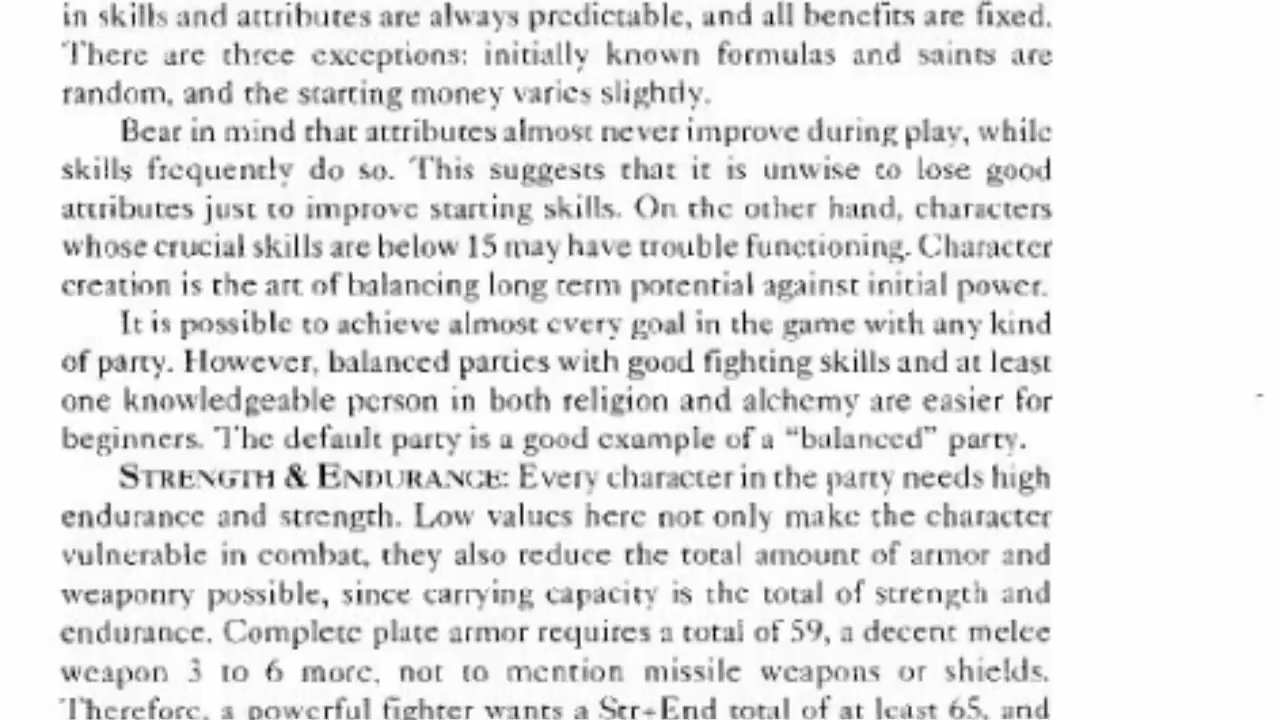 in skills and attributes are always predictable, and all benefits are fixed.
There are three exceptions: initially known formulas and saints are
random, and the starting money varies slightly.
Bear in mind that attributes almost never improve during play, while
skills frequently do so. This suggests that it is unwise to lose good
attributes just to improve starting skills. On the other hand, characters
whose crucial skills are below 15 may have trouble functioning. Character
creation is the art of balancing long term potential against initial power.
It is possible to achieve almost every goal in the game with any kind
of party. However, balanced parties with good fighting skills and at least
one knowledgeable person in both religion and alchemy are easier for
beginners. The default party is a good example of a “balanced” party.
STRENGTH & ENDURANCE: Every character in the party needs high
endurance and strength. Low values here not only make the character
vulnerable in combat, they also reduce the total amount of armor and
weaponry possible, since carrying capacity is the total of strength and
endurance. Complete plate armor requires a total of 59, a decent melee
weapon 3 to 6 more, not to mention missile weapons or shields.
Therefore, a powerful fighter wants a Str+End total of at least 65, and